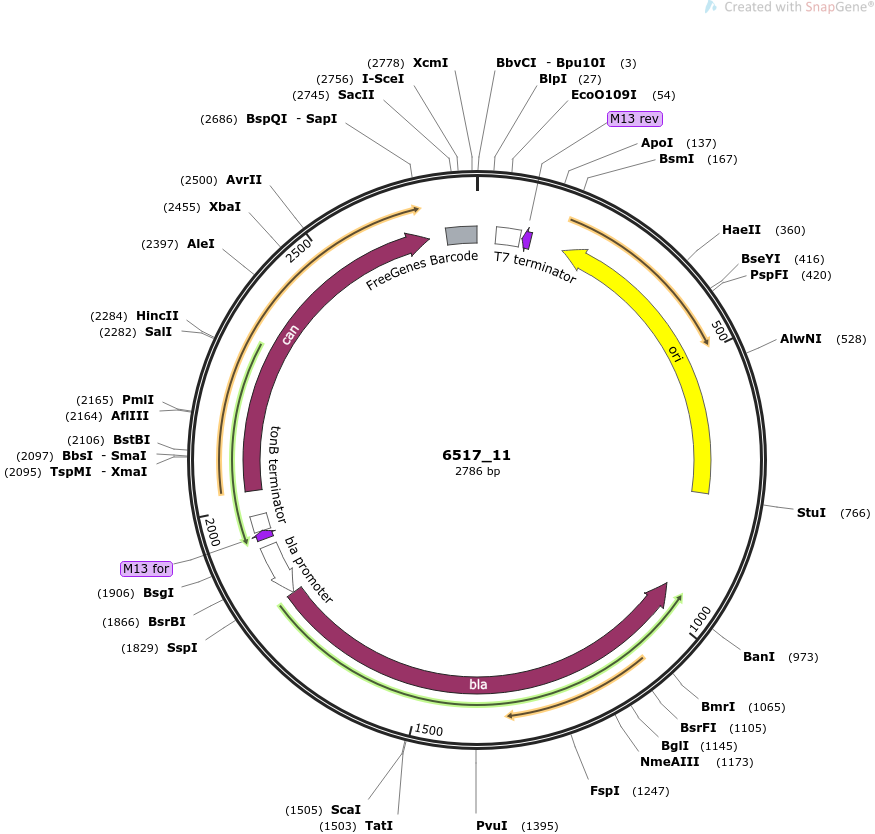 Created with SnapGene®
(2778) XcmI
(2756) I-SceI
(2745) SacII
(2686) BspQI - SapI
BbvCI - Bpu10I (3)
BlpI (27)
EcoO109I (54)
M13 rev
ApoI (137)
BsmI (167)
HaeII (360)
BseYI (416)
PspFI (420)
AlwNI (528)
StuI (766)
BanI (973)
BmrI (1065)
BsrFI (1105)
BglI (1145)
NmeAIII (1173)
FspI (1247)
PvuI (1395)
(1503) TatI
(1505) ScaI
(1829) SspI
(1866) BsrBI
(1906) BsgI
M13 for
(2095) TspMI - XmaI
(2097) BbsI - SmaI
(2106) BstBI
(2164) AflIII
(2165) PmlI
(2282) SalI
(2284) HincII
(2397) AleI
(2455) XbaI
(2500) AvrII
500
1000
1500
2000
2500
FreeGenes Barcode
T7 terminator
ori
can
tonB terminator
bla promoter
bla
6517_11
2786 bp